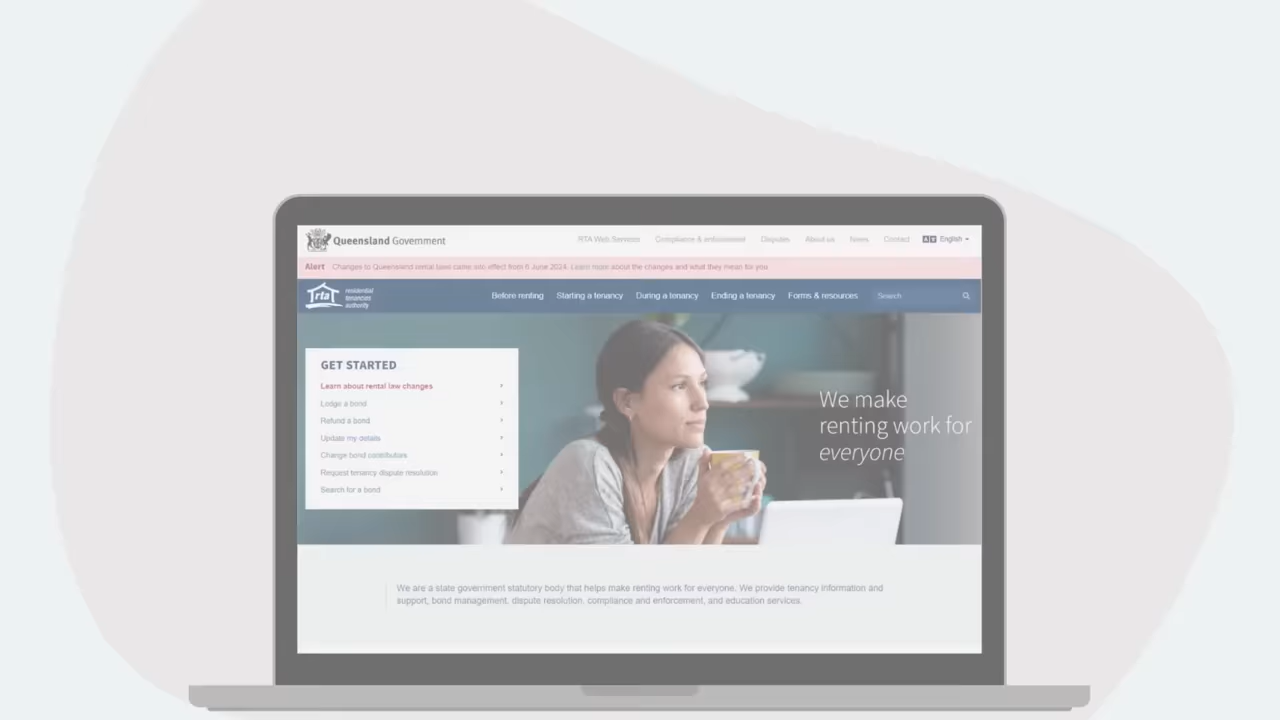 Queensland Government
RTA Web Services Compliance & enforcement Disputes About us News Contact English
Alert Changes to Queensland rental laws came into effect from 6 June 2024. Learn more about the changes and what they mean for you
rta residential
tenancies
authority
Before renting Starting a tenancy During a tenancy Ending a tenancy Forms & resources Search
GET STARTED
Learn about rental law changes
Lodge a bond
Refund a bond
Update my details
Change bond contributors
Request tenancy dispute resolution
Search for a bond
We make
renting work for
everyone
We are a state government statutory body that helps make renting work for everyone. We provide tenancy information and
support, bond management, dispute resolution, compliance and enforcement, and education services.